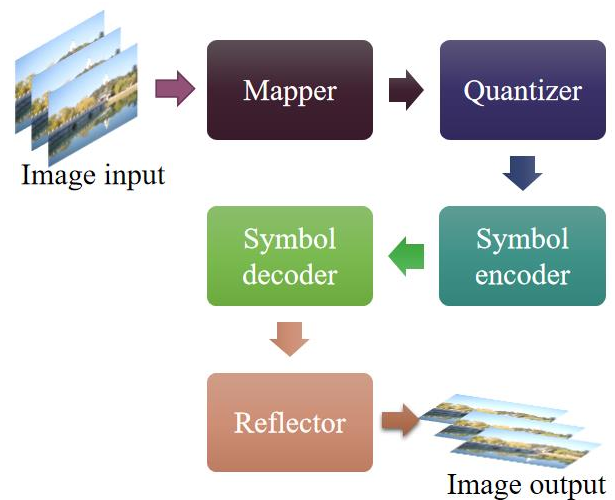 Image input
Mapper
Quantizer
Symbol
encoder
Symbol
decoder
Reflector
Image output